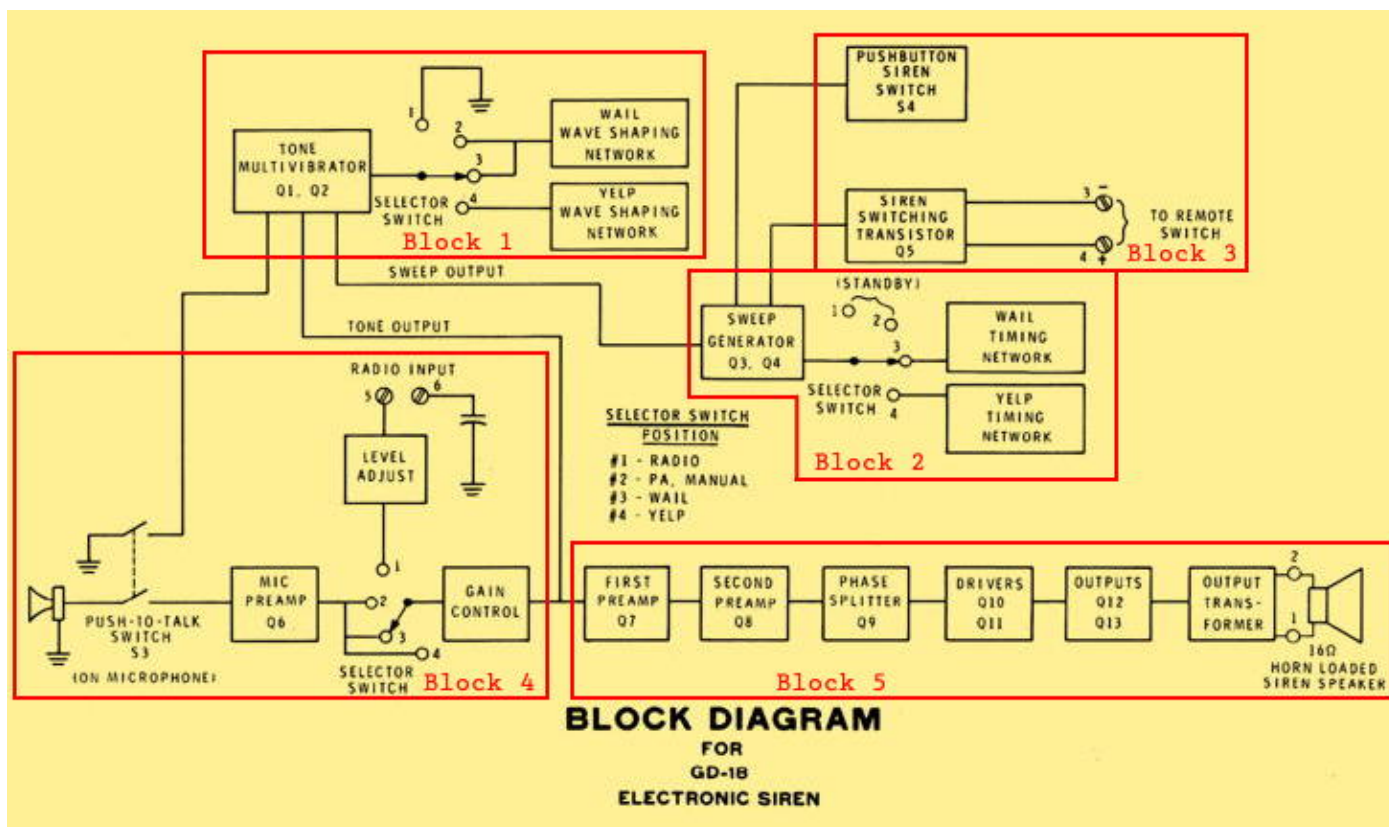 PUSHBUTTON
SIREN
SWITCH
S4
WAIL
WAVE SHAPING
NETWORK
1
2
3
4
TONE
MULTIVIBRATOR
Q1, Q2
SELECTOR
SWITCH
YELP
WAVE SHAPING
NETWORK
Block 1
SIREN
SWITCHING
TRANSISTOR
Q5
3 -
4 +
TO REMOTE
SWITCH
Block 3
SWEEP OUTPUT
TONE OUTPUT
(STANDBY)
1
2
3
4
SWEEP
GENERATOR
Q3, Q4
WAIL
TIMING
NETWORK
SELECTOR
SWITCH
YELP
TIMING
NETWORK
Block 2
RADIO INPUT
5
6
LEVEL
ADJUST
SELECTOR SWITCH
POSITION
#1 - RADIO
#2 - PA, MANUAL
#3 - WAIL
#4 - YELP
PUSH-TO-TALK
SWITCH
S3
(ON MICROPHONE)
MIC
PREAMP
Q6
1
2
3
4
SELECTOR
SWITCH
GAIN
CONTROL
Block 4
FIRST
PREAMP
Q7
SECOND
PREAMP
Q8
PHASE
SPLITTER
Q9
DRIVERS
Q10
Q11
OUTPUTS
Q12
Q13
OUTPUT
TRANS-
FORMER
2
1
16Ω
HORN LOADED
SIREN SPEAKER
Block 5
BLOCK DIAGRAM
FOR
GD-18
ELECTRONIC SIREN